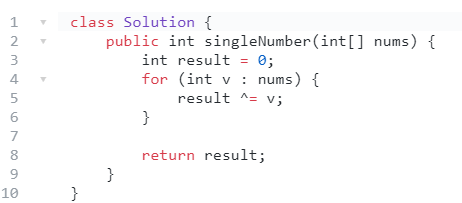 1 class Solution {
2     public int singleNumber(int[] nums) {
3         int result = 0;
4         for (int v : nums) {
5             result ^= v;
6         }
7
8         return result;
9     }
10 }